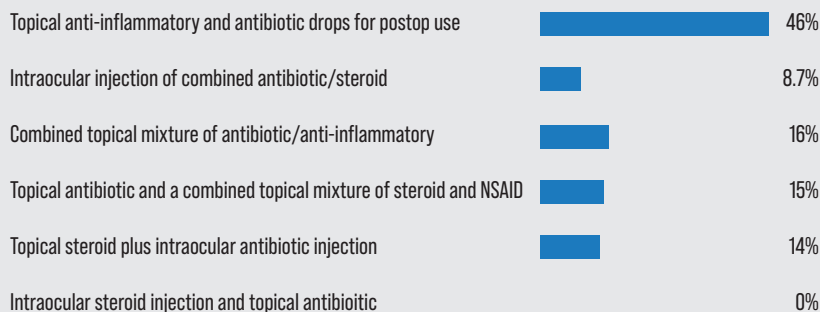 Topical anti-inflammatory and antibiotic drops for postop use 46%
Intraocular injection of combined antibiotic/steroid 8.7%
Combined topical mixture of antibiotic/anti-inflammatory 16%
Topical antibiotic and a combined topical mixture of steroid and NSAID 15%
Topical steroid plus intraocular antibiotic injection 14%
Intraocular steroid injection and topical antibioitic 0%